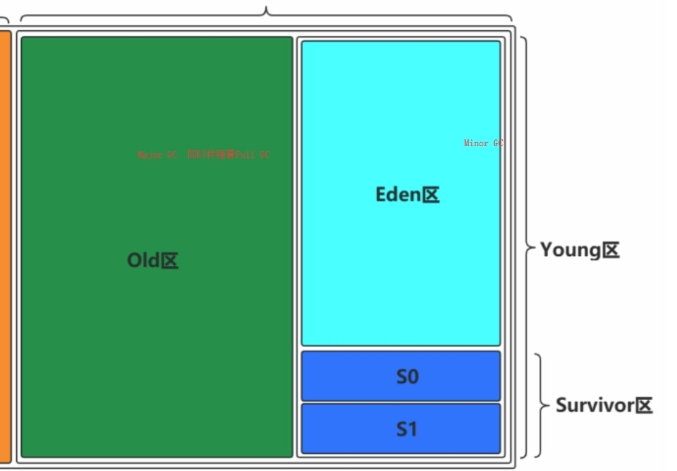 Minor GC
Major GC 同时伴随着Full GC
Eden区
Young区
Old区
S0
Survivor区
S1